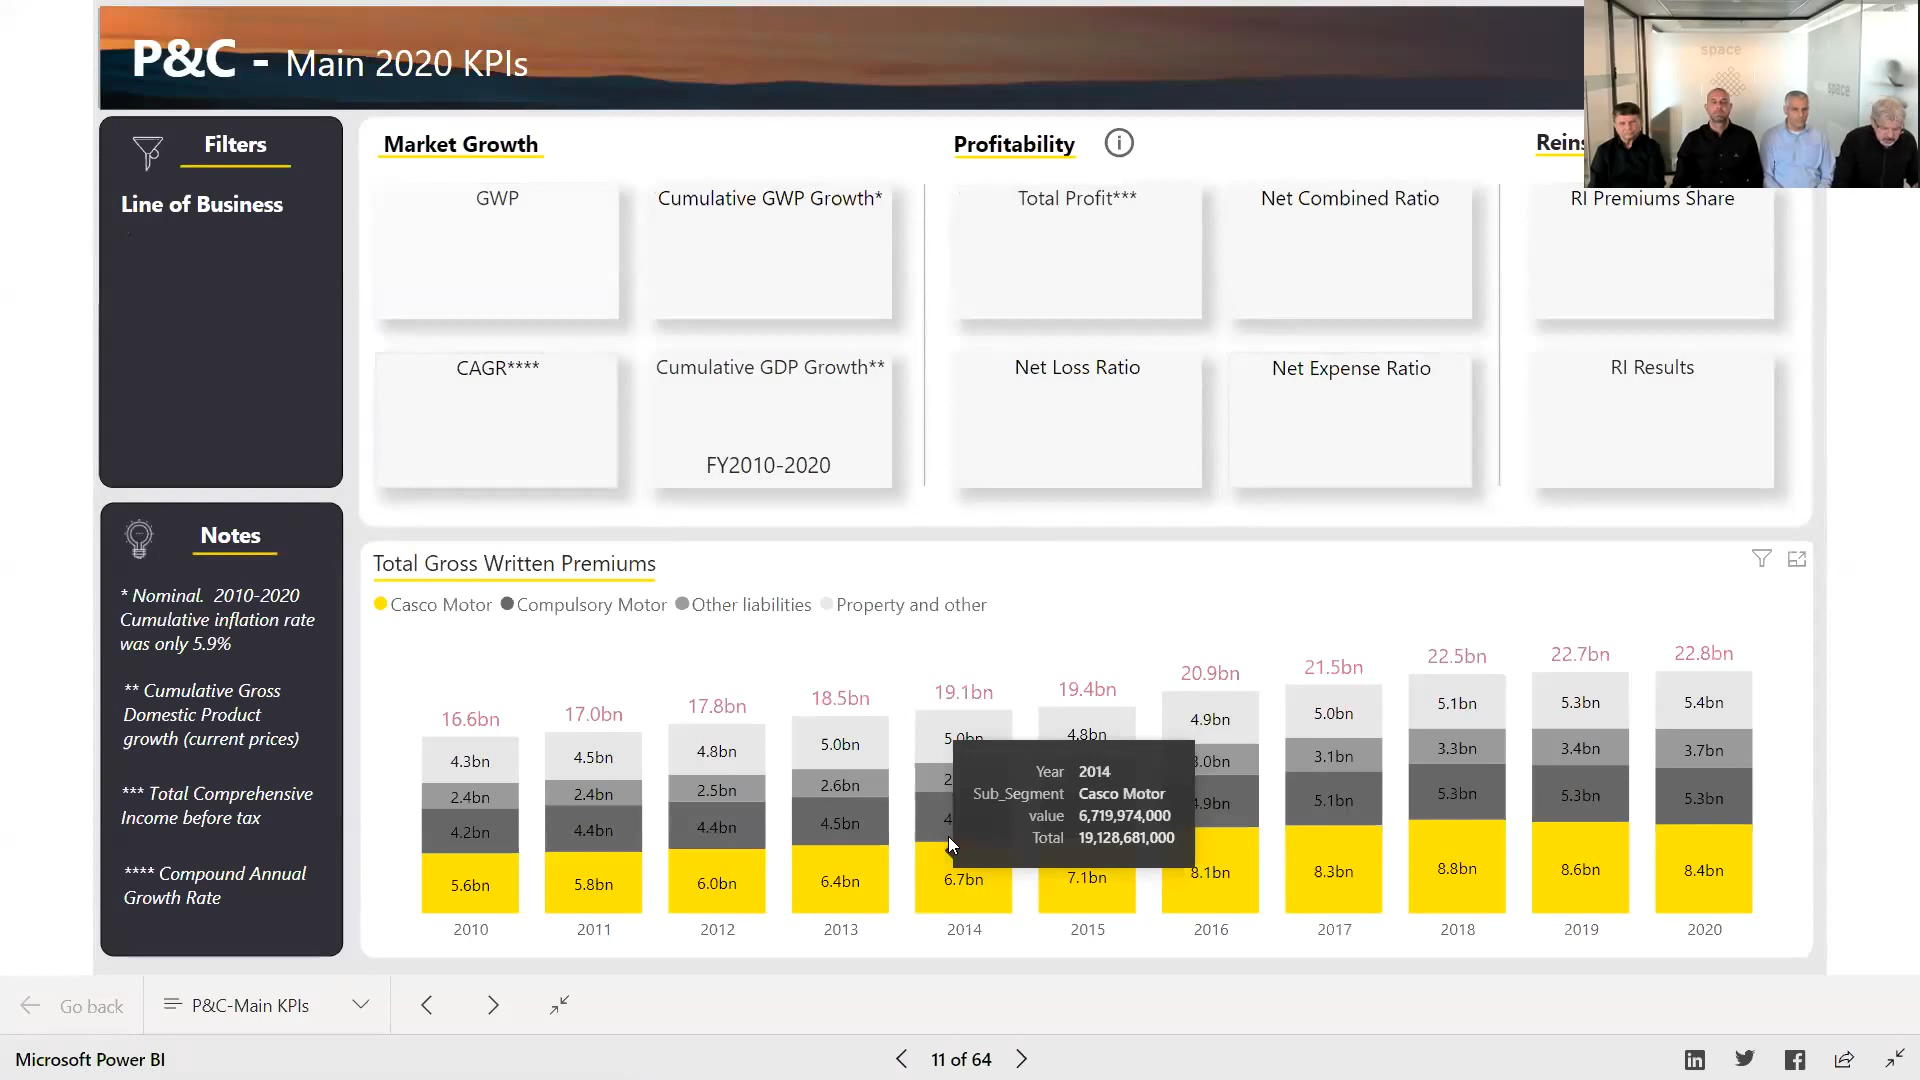 P&C - Main 2020 KPIs
space
space
Filters
Line of Business
Market Growth
Profitability
Reins
GWP
Cumulative GWP Growth*
Total Profit***
Net Combined Ratio
RI Premiums Share
CAGR****
Cumulative GDP Growth**
Net Loss Ratio
Net Expense Ratio
RI Results
FY2010-2020
Notes
* Nominal. 2010-2020
Cumulative inflation rate
was only 5.9%
** Cumulative Gross
Domestic Product
growth (current prices)
*** Total Comprehensive
Income before tax
**** Compound Annual
Growth Rate
Total Gross Written Premiums
Casco Motor Compulsory Motor Other liabilities Property and other
16.6bn 17.0bn 17.8bn 18.5bn 19.1bn 19.4bn 20.9bn 21.5bn 22.5bn 22.7bn 22.8bn
4.3bn 4.5bn 4.8bn 5.0bn 5.0bn 4.8bn 4.9bn 5.0bn 5.1bn 5.3bn 5.4bn
2.4bn 2.4bn 2.5bn 2.6bn 2 3.0bn 3.1bn 3.3bn 3.4bn 3.7bn
4.2bn 4.4bn 4.4bn 4.5bn 4 4.9bn 5.1bn 5.3bn 5.3bn 5.3bn
5.6bn 5.8bn 6.0bn 6.4bn 6.7bn 7.1bn 8.1bn 8.3bn 8.8bn 8.6bn 8.4bn
Year 2014
Sub_Segment Casco Motor
value 6,719,974,000
Total 19,128,681,000
2010 2011 2012 2013 2014 2015 2016 2017 2018 2019 2020
Go back
P&C-Main KPIs
Microsoft Power BI
11 of 64